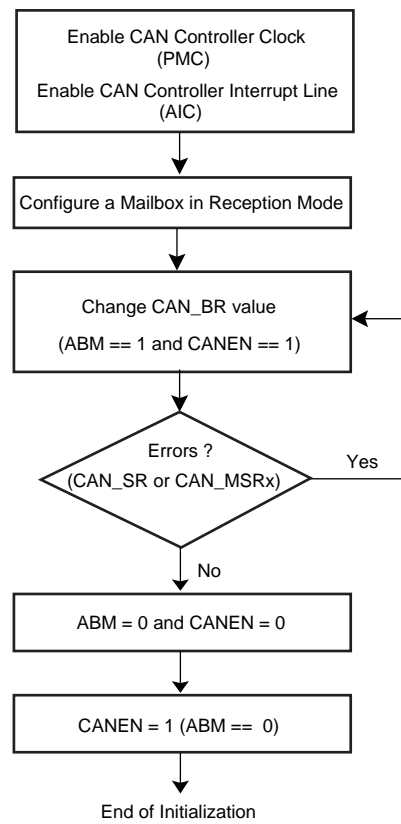 Enable CAN Controller Clock
(PMC)
Enable CAN Controller Interrupt Line
(AIC)
Configure a Mailbox in Reception Mode
Change CAN_BR value
(ABM == 1 and CANEN == 1)
Errors ?
(CAN_SR or CAN_MSRx)
Yes
No
ABM = 0 and CANEN = 0
CANEN = 1 (ABM == 0)
End of Initialization